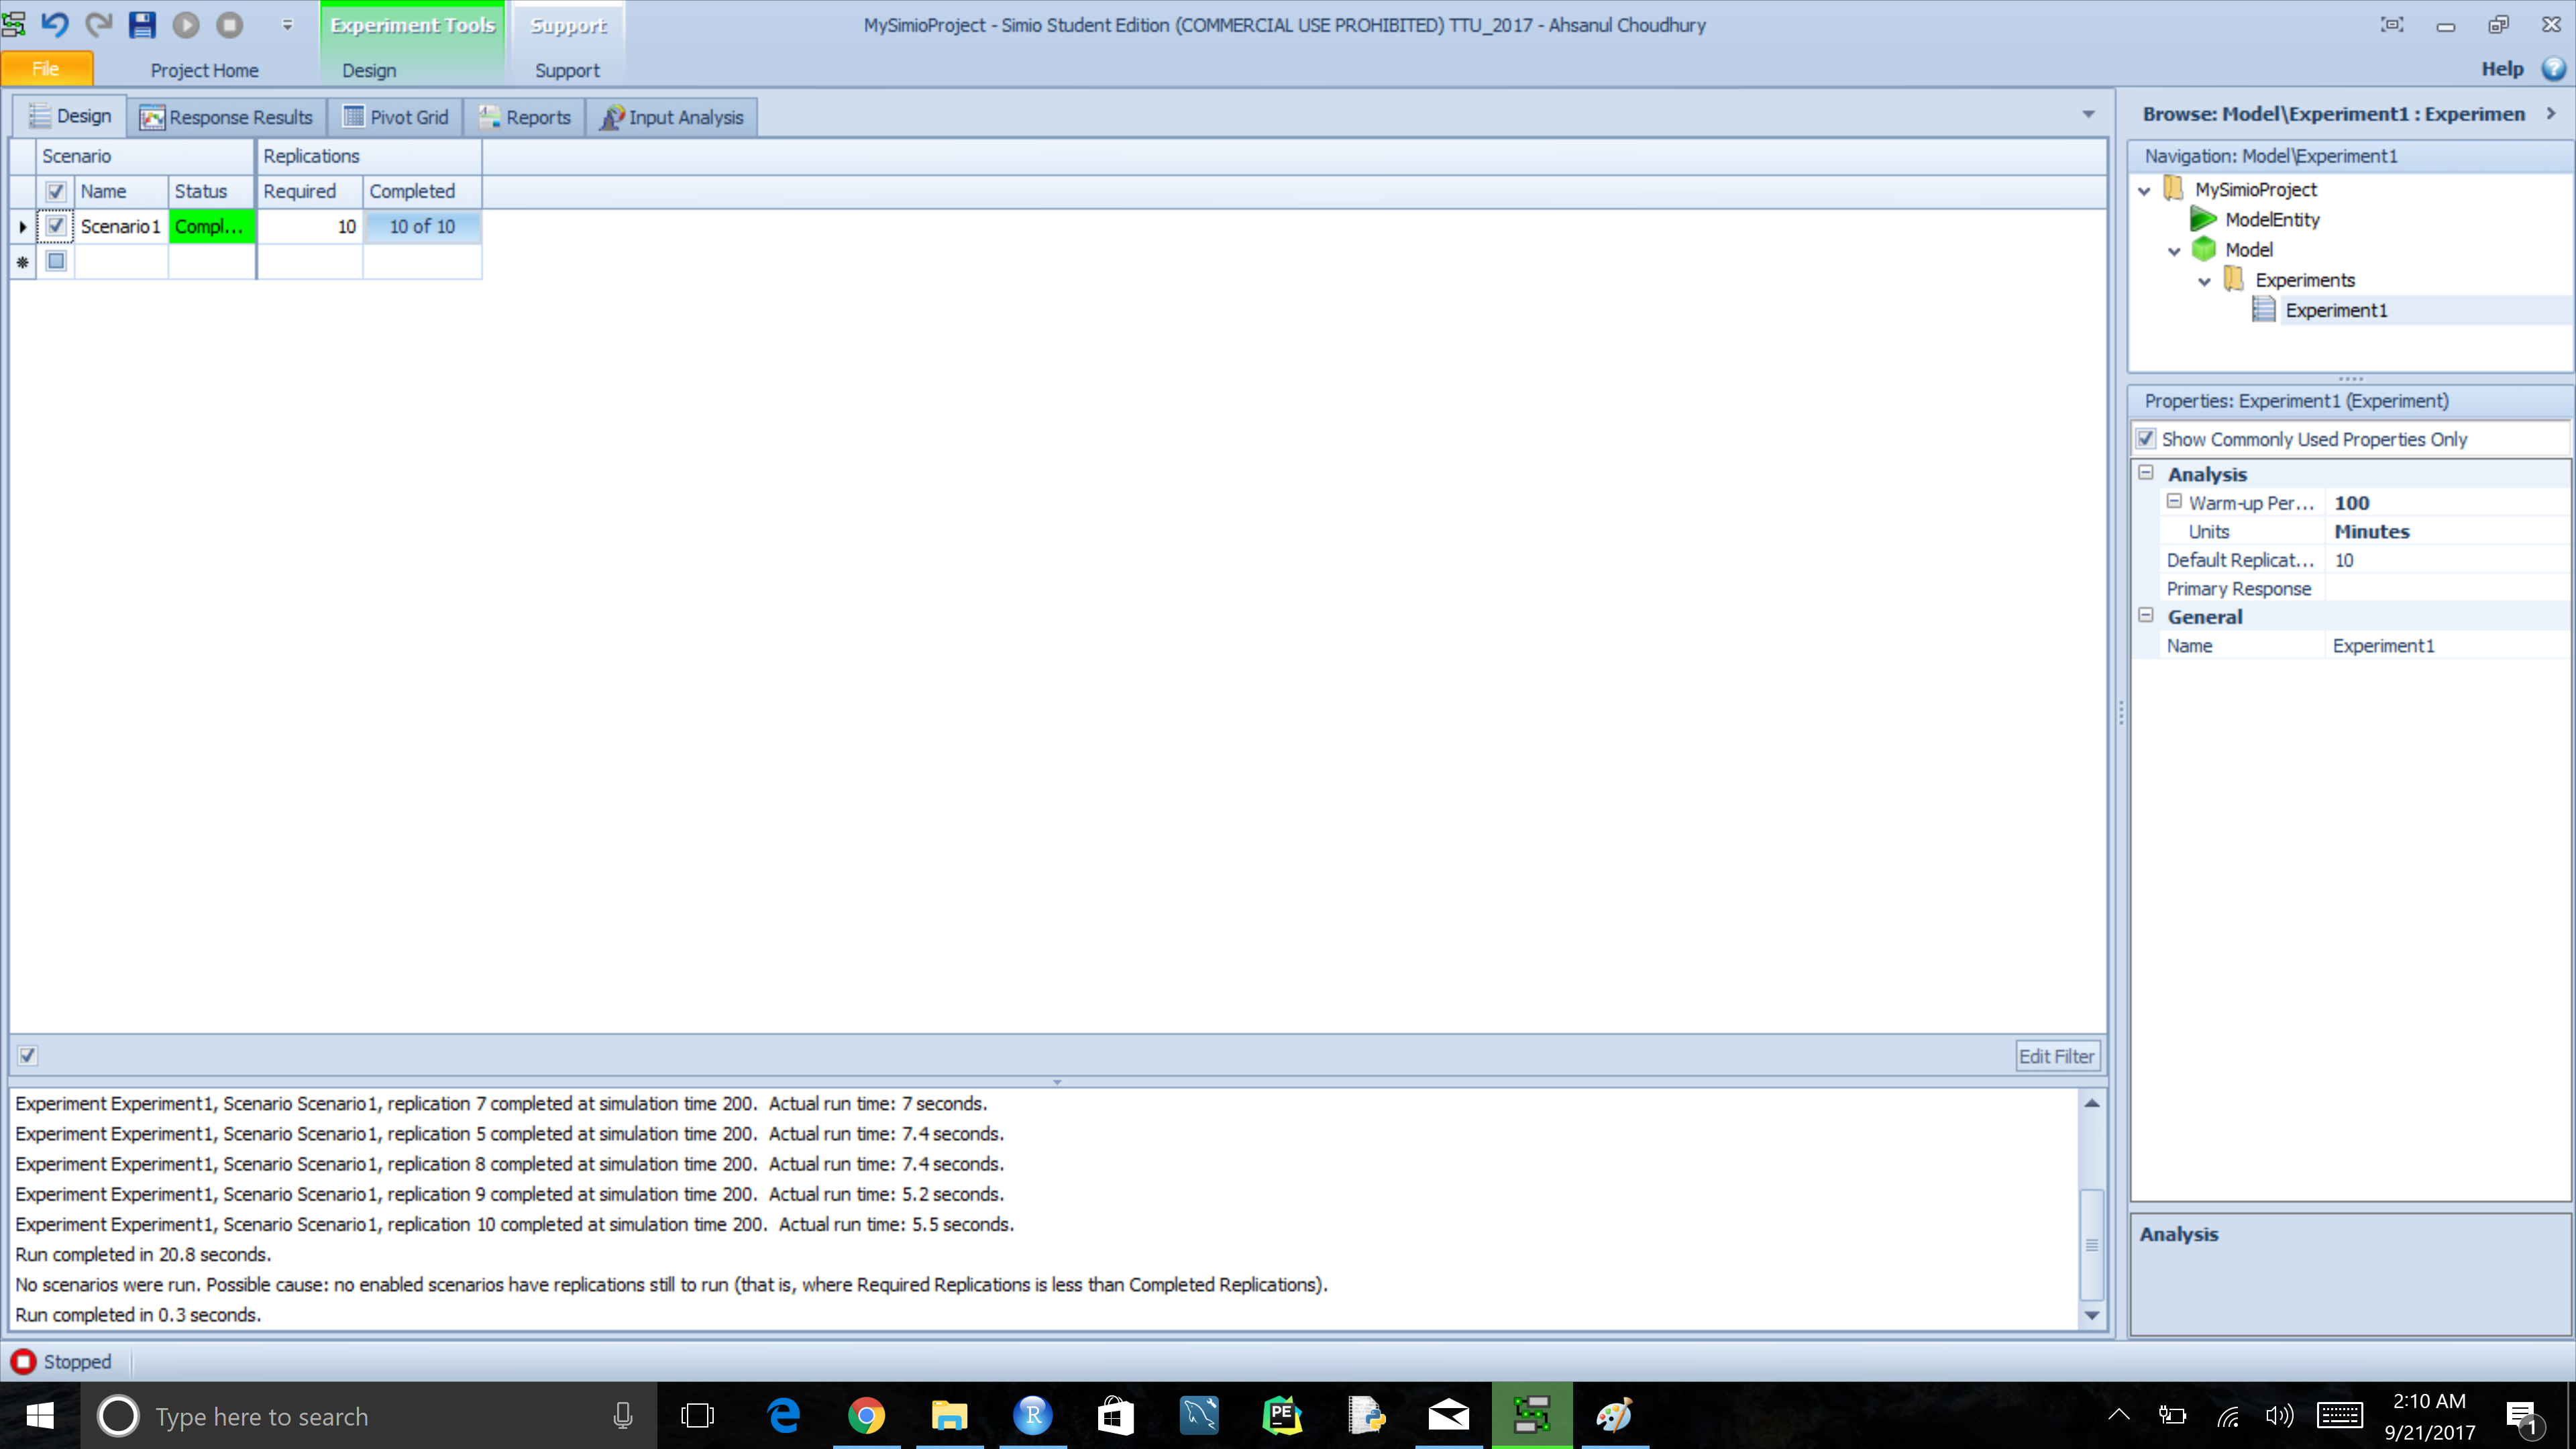 Experiment Tools
Support
MySimioProject - Simio Student Edition (COMMERCIAL USE PROHIBITED) TTU_2017 - Ahsanul Choudhury
File
Project Home
Design
Support
Help
Design
Response Results
Pivot Grid
Reports
Input Analysis
Browse: Model\Experiment1 : Experimen
Scenario
Replications
Name
Status
Required
Completed
Scenario1
Compl...
10
10 of 10
Navigation: Model\Experiment1
MySimioProject
ModelEntity
Model
Experiments
Experiment1
Properties: Experiment1 (Experiment)
Show Commonly Used Properties Only
Analysis
Warm-up Per... 100
Units Minutes
Default Replicat... 10
Primary Response
General
Name Experiment1
Edit Filter
Experiment Experiment1, Scenario Scenario1, replication 7 completed at simulation time 200.  Actual run time: 7 seconds.
Experiment Experiment1, Scenario Scenario1, replication 5 completed at simulation time 200.  Actual run time: 7.4 seconds.
Experiment Experiment1, Scenario Scenario1, replication 8 completed at simulation time 200.  Actual run time: 7.4 seconds.
Experiment Experiment1, Scenario Scenario1, replication 9 completed at simulation time 200.  Actual run time: 5.2 seconds.
Experiment Experiment1, Scenario Scenario1, replication 10 completed at simulation time 200.  Actual run time: 5.5 seconds.
Run completed in 20.8 seconds.
No scenarios were run. Possible cause: no enabled scenarios have replications still to run (that is, where Required Replications is less than Completed Replications).
Run completed in 0.3 seconds.
Analysis
Stopped
Type here to search
R
PE
2:10 AM
9/21/2017
1